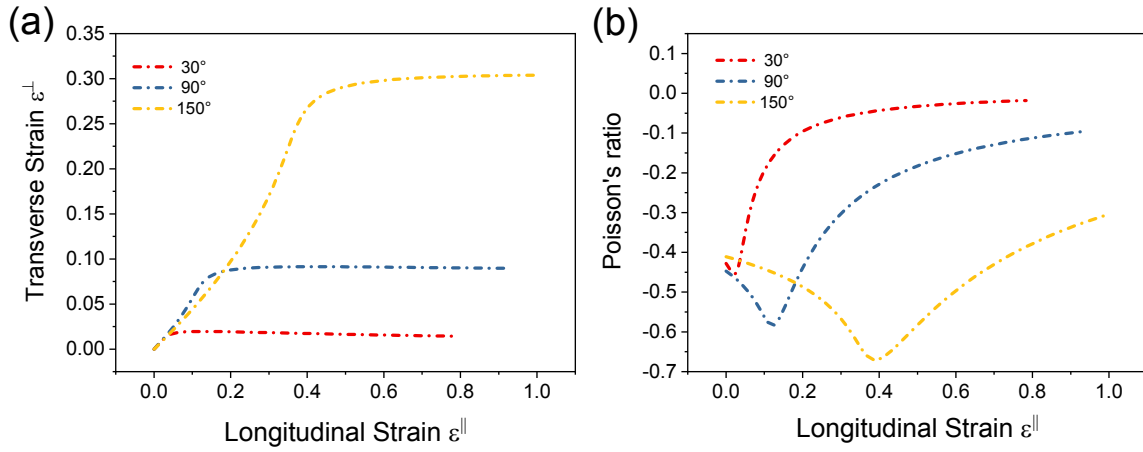 (a)
Transverse Strain ε⊥
0.35
0.30
0.25
0.20
0.15
0.10
0.05
0.00
30°
90°
150°
0.0 0.2 0.4 0.6 0.8 1.0
Longitudinal Strain ε||
(b)
Poisson's ratio
0.1
0.0
-0.1
-0.2
-0.3
-0.4
-0.5
-0.6
-0.7
30°
90°
150°
0.0 0.2 0.4 0.6 0.8 1.0
Longitudinal Strain ε||